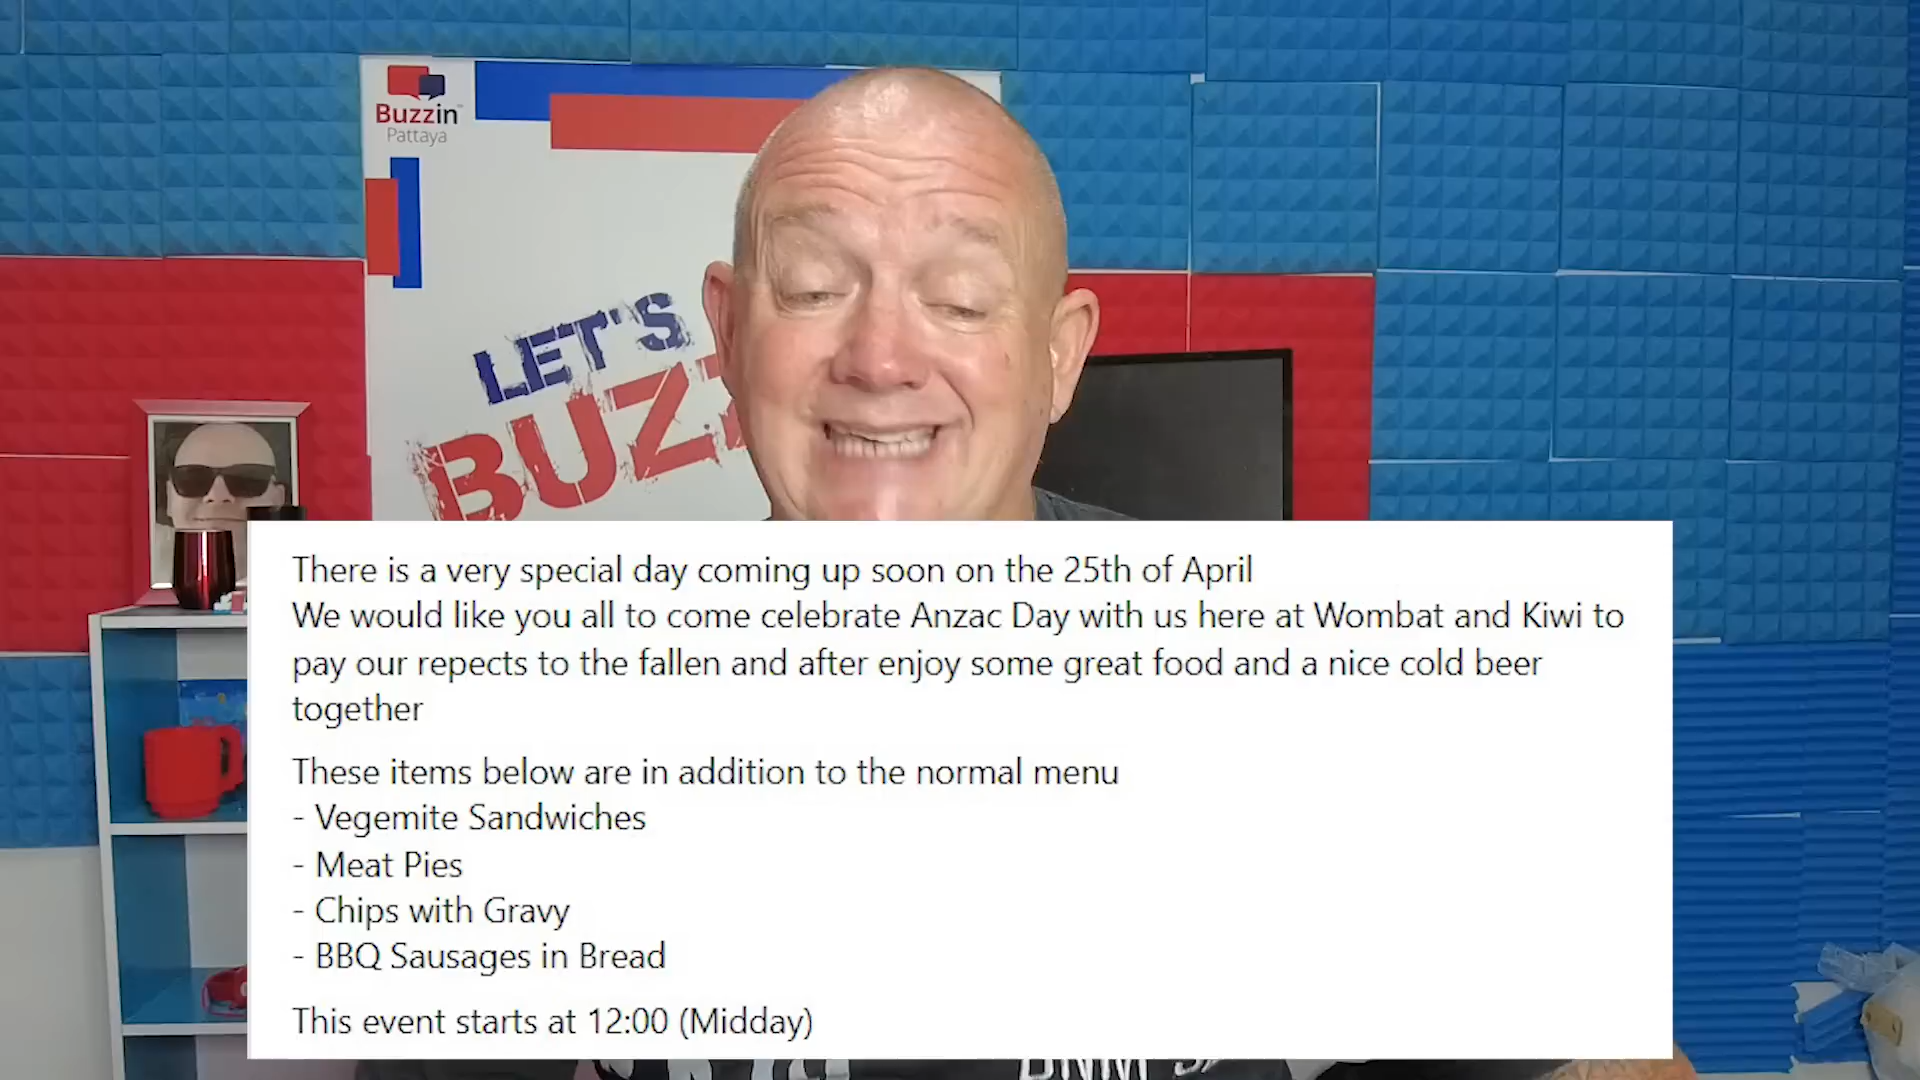 Buzzin
Pattaya
LET'S
BUZZ
There is a very special day coming up soon on the 25th of April
We would like you all to come celebrate Anzac Day with us here at Wombat and Kiwi to
pay our repects to the fallen and after enjoy some great food and a nice cold beer
together
These items below are in addition to the normal menu
- Vegemite Sandwiches
- Meat Pies
- Chips with Gravy
- BBQ Sausages in Bread
This event starts at 12:00 (Midday)